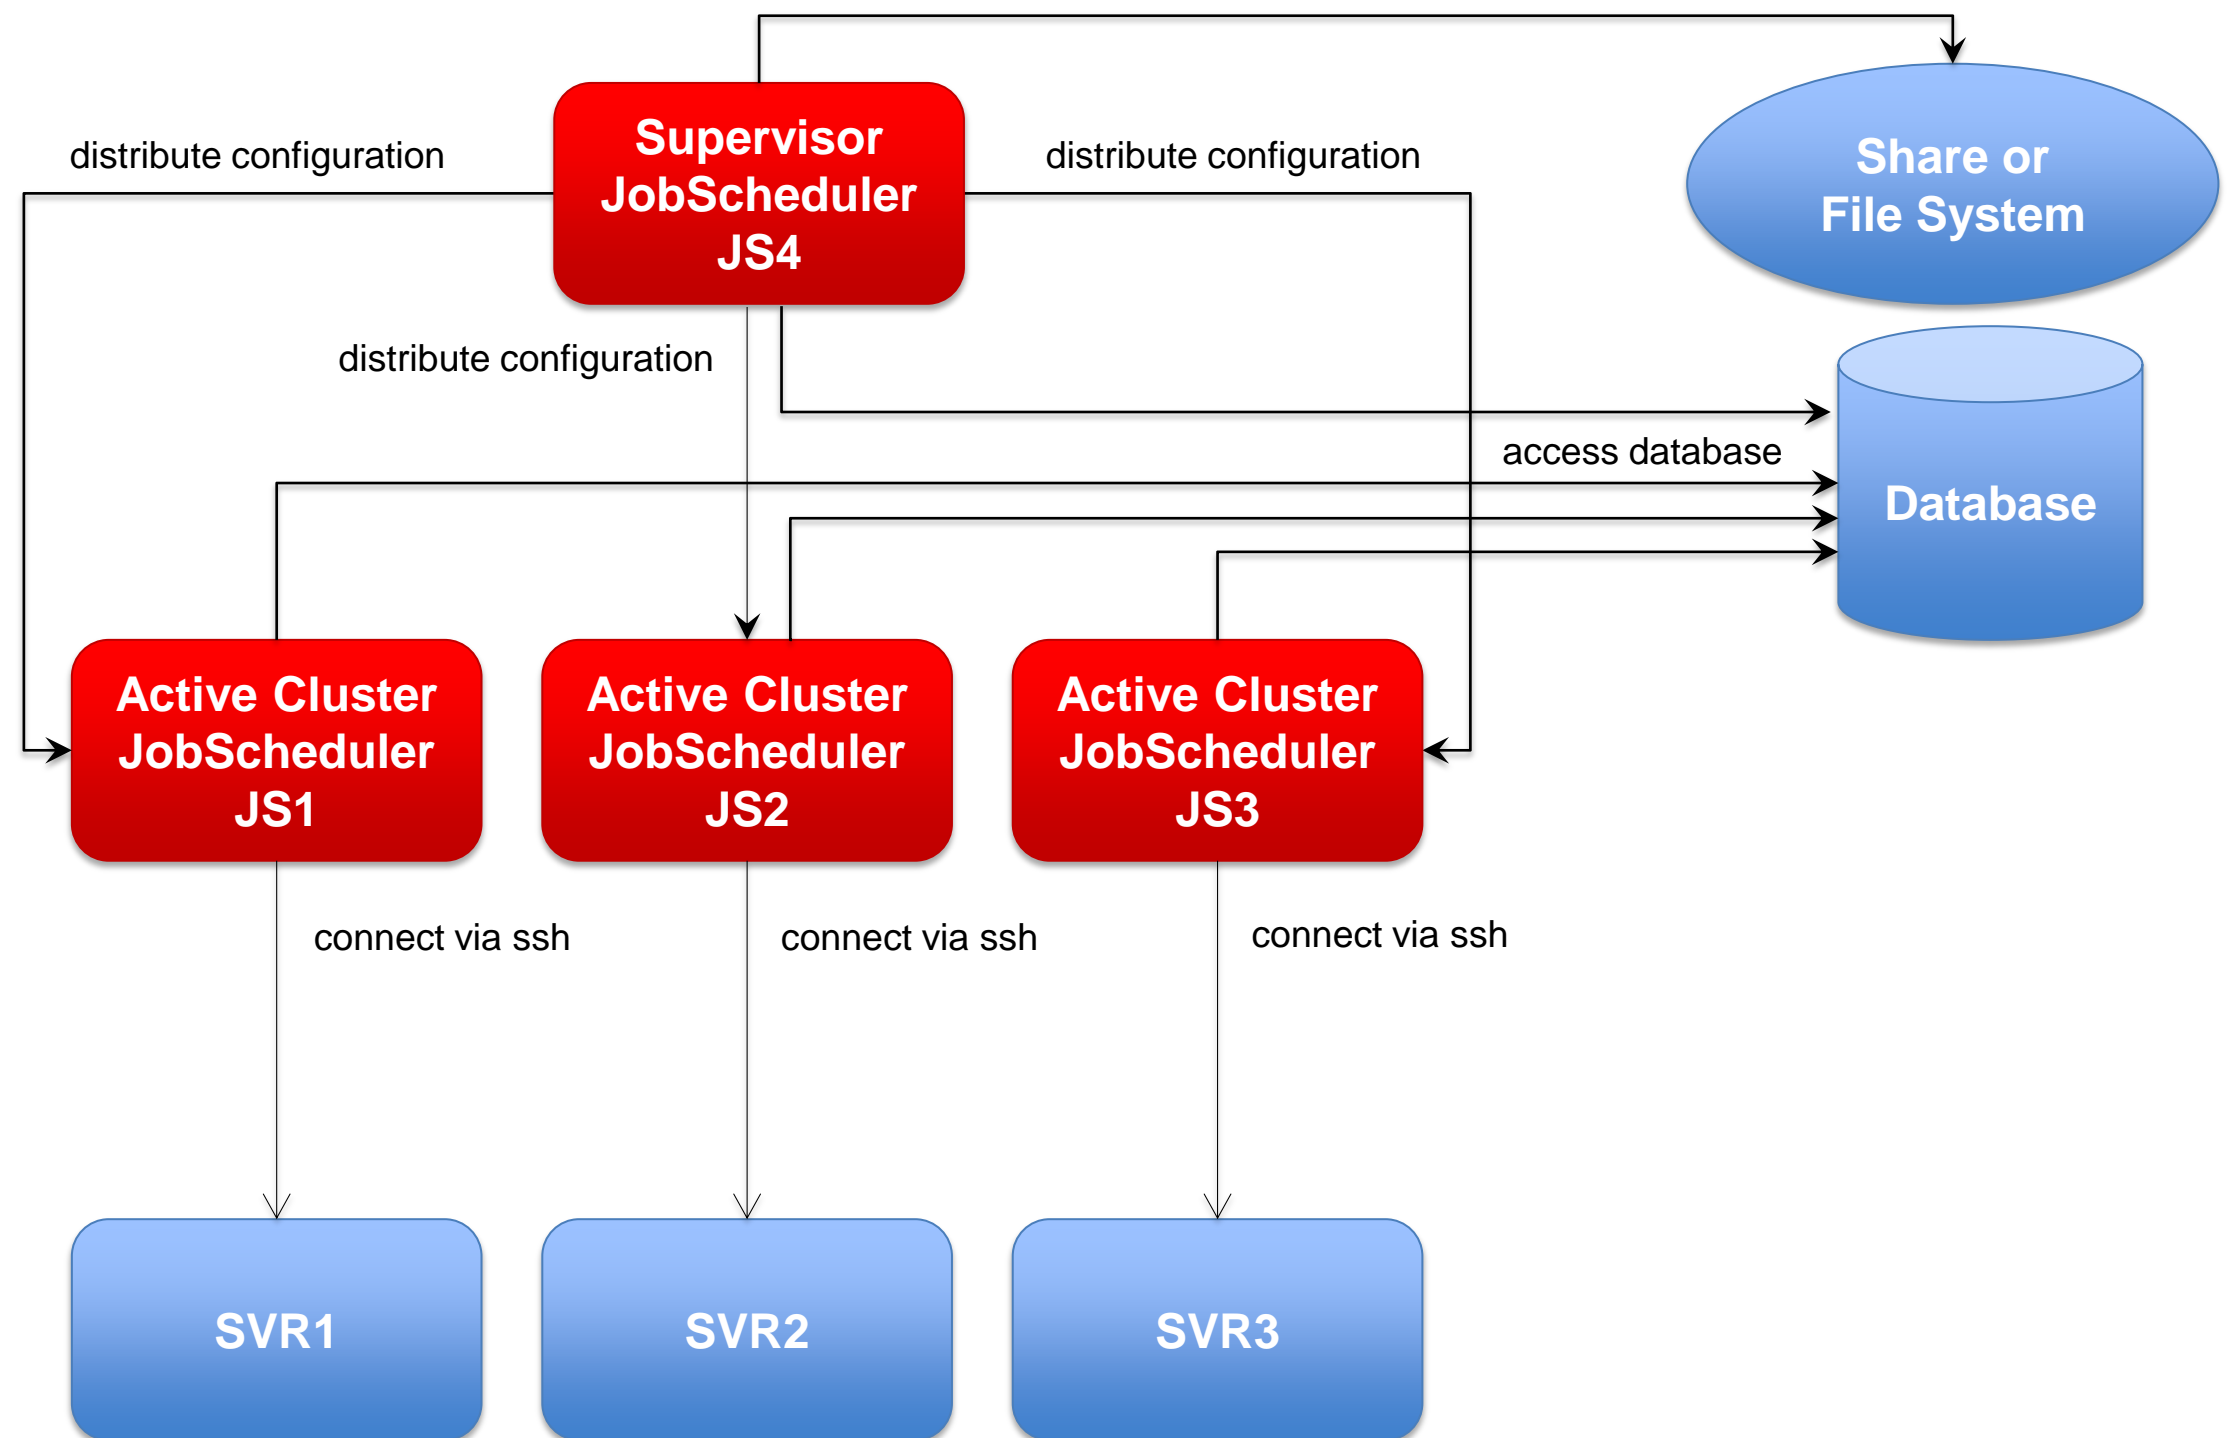 Supervisor
JobScheduler
JS4
distribute configuration
distribute configuration
Share or
File System
distribute configuration
access database
Database
Active Cluster
JobScheduler
JS1
Active Cluster
JobScheduler
JS2
Active Cluster
JobScheduler
JS3
connect via ssh
connect via ssh
connect via ssh
SVR1
SVR2
SVR3